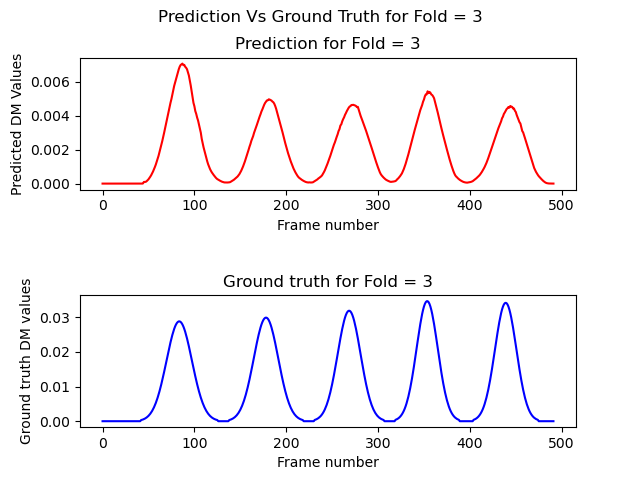 Prediction Vs Ground Truth for Fold = 3
Prediction for Fold = 3
Predicted DM Values
0.006
0.004
0.002
0.000
0 100 200 300 400 500
Frame number
Ground truth for Fold = 3
Ground truth DM values
0.03
0.02
0.01
0.00
0 100 200 300 400 500
Frame number